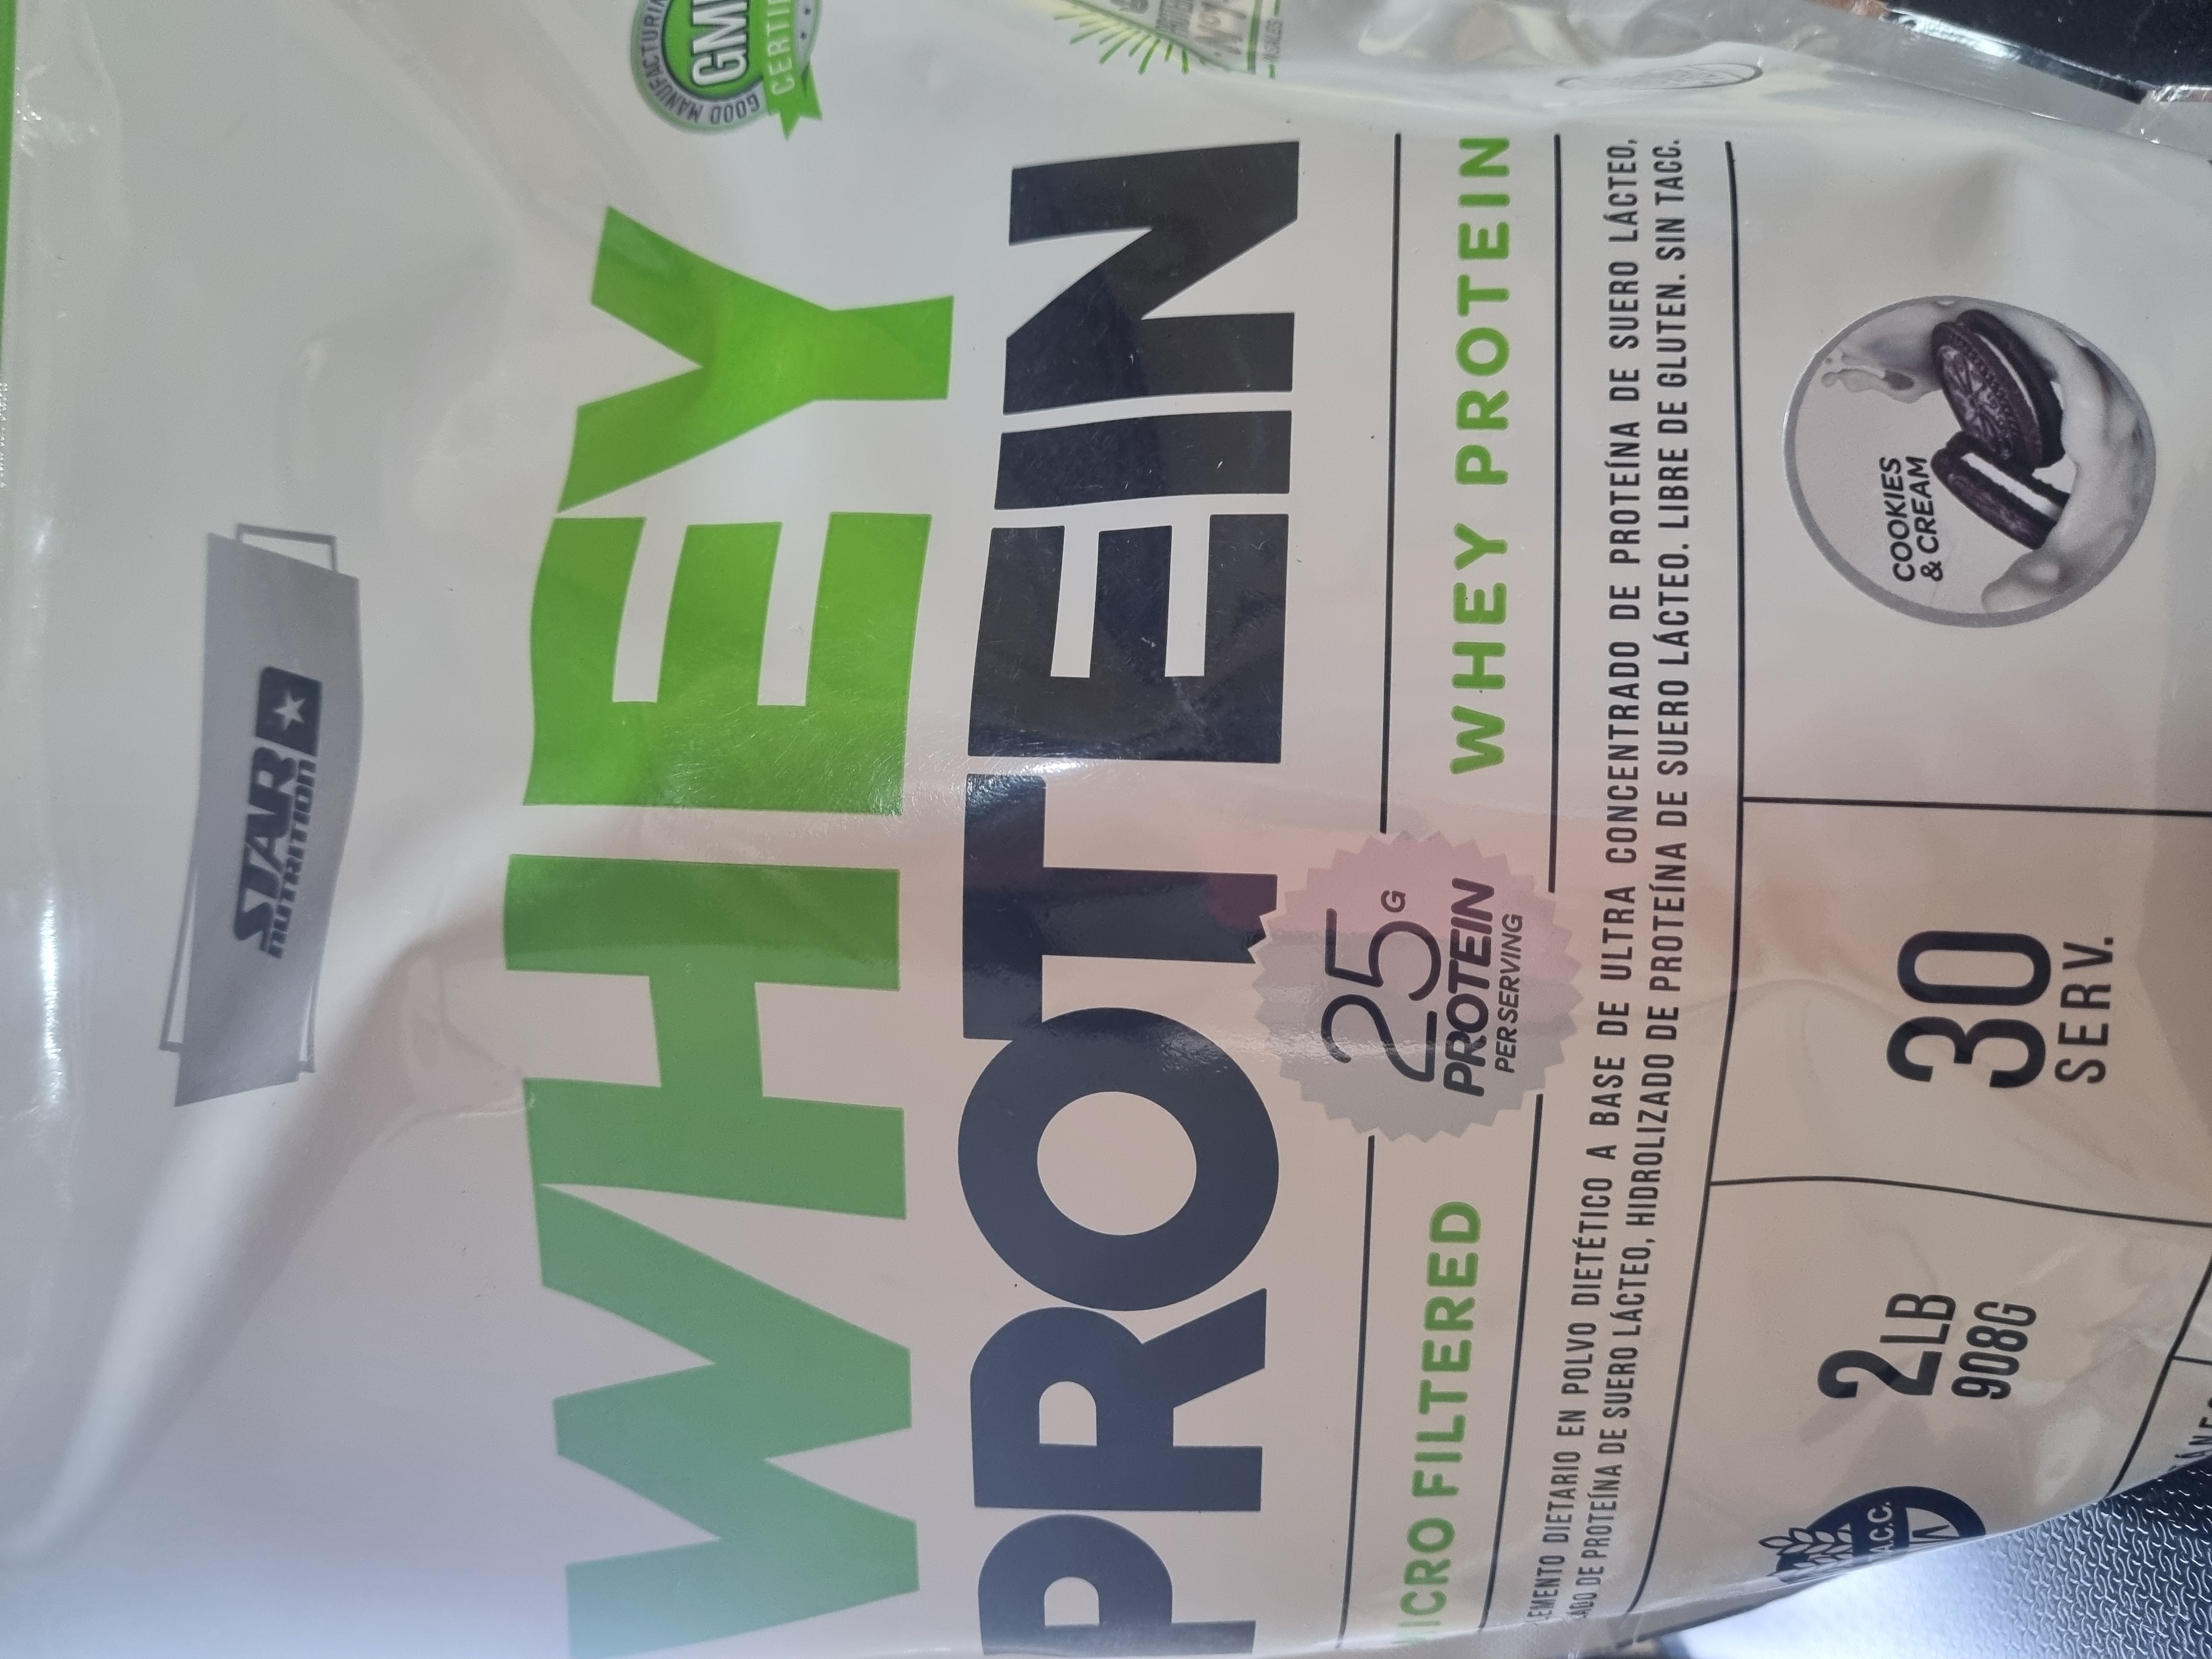 STAR
nutrition
GOOD MANUFACTURING
GMP
WHEY
PROTEIN
25G
PROTEIN
PER SERVING
FILTERED
WHEY PROTEIN
DIETARIO EN POLVO DIETÉTICO A BASE DE ULTRA CONCENTRADO DE PROTEÍNA DE SUERO LÁCTEO,
DE PROTEÍNA DE SUERO LÁCTEO, HIDROLIZADO DE PROTEÍNA DE SUERO LÁCTEO. LIBRE DE GLUTEN. SIN TACC.
2LB
908G
30
SERV.
COOKIES
& CREAM